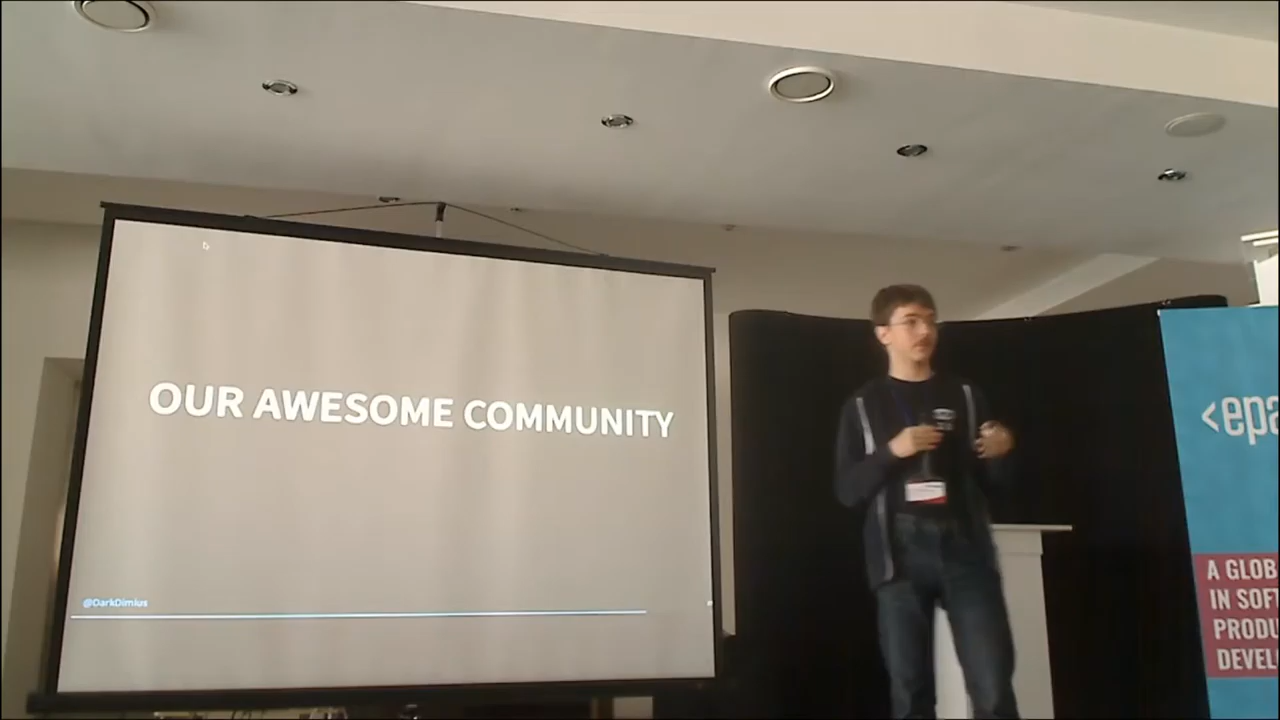 OUR AWESOME COMMUNITY
@DarkDimius
<epa
A GLOB
IN SOFT
PRODU
DEVEL